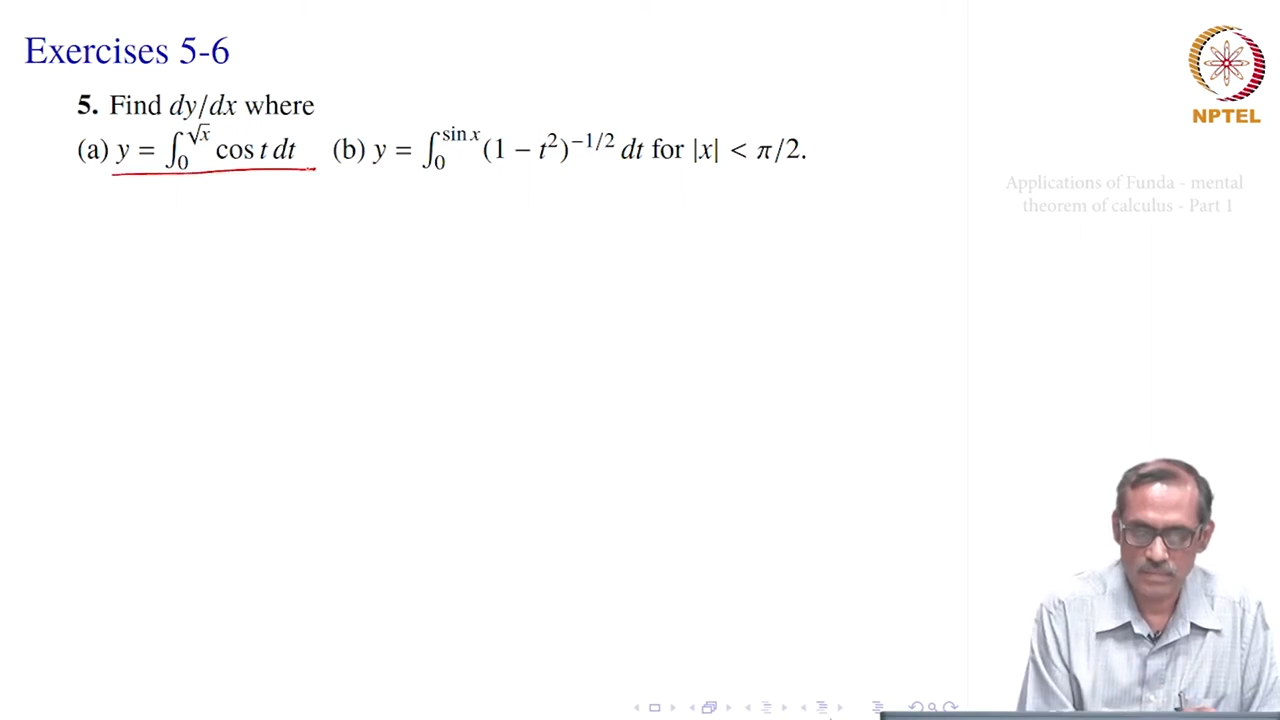 Exercises 5-6
NPTEL
5. Find dy/dx where
(a) y = ∫₀^√x cos t dt (b) y = ∫₀^sin x (1 − t²)^−1/2 dt for |x| < π/2.
Applications of Funda - mental
theorem of calculus - Part 1